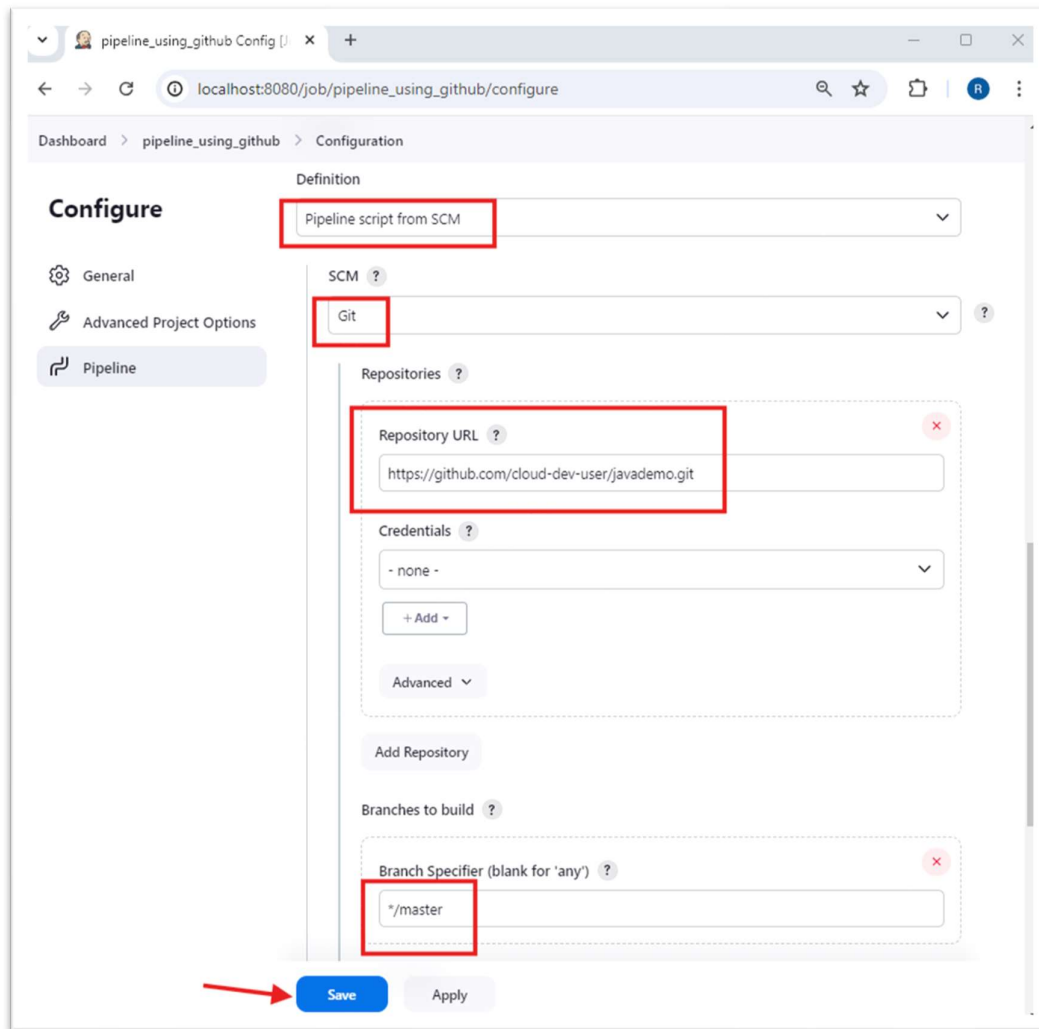 pipeline_using_github Config [J
localhost:8080/job/pipeline_using_github/configure
R
Dashboard > pipeline_using_github > Configuration
Configure
General
Advanced Project Options
Pipeline
Definition
Pipeline script from SCM
SCM ?
Git
?
Repositories ?
Repository URL ?
https://github.com/cloud-dev-user/javademo.git
Credentials ?
- none -
+ Add
Advanced
Add Repository
Branches to build ?
Branch Specifier (blank for 'any') ?
*/master
Save Apply